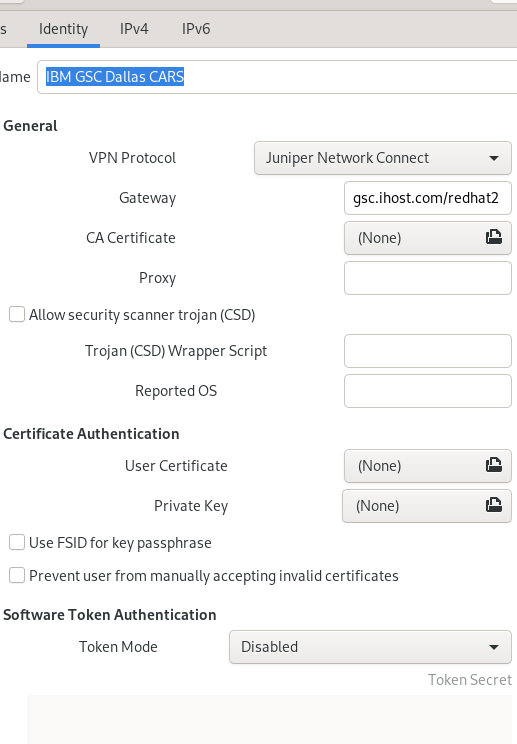 s Identity IPv4 IPv6
lame IBM GSC Dallas CARS
General
VPN Protocol Juniper Network Connect
Gateway gsc.ihost.com/redhat2
CA Certificate (None)
Proxy
Allow security scanner trojan (CSD)
Trojan (CSD) Wrapper Script
Reported OS
Certificate Authentication
User Certificate (None)
Private Key (None)
Use FSID for key passphrase
Prevent user from manually accepting invalid certificates
Software Token Authentication
Token Mode Disabled
Token Secret